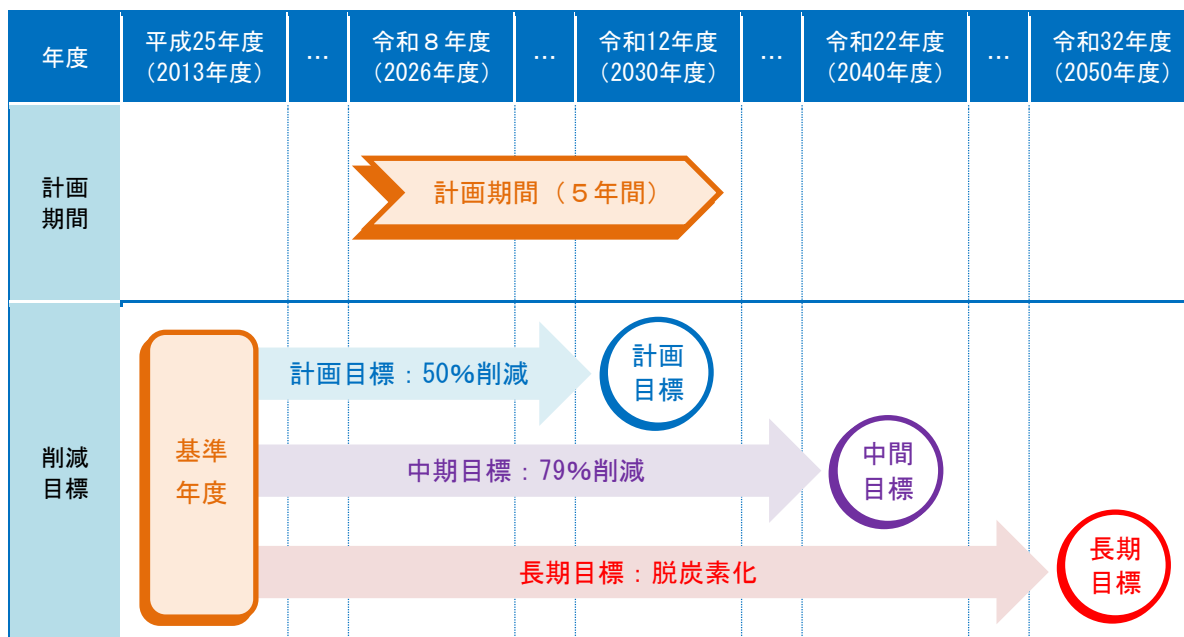 年度
平成25年度
（2013年度）
…
令和８年度
（2026年度）
…
令和12年度
（2030年度）
…
令和22年度
（2040年度）
…
令和32年度
（2050年度）
計画
期間
計画期間（５年間）
削減
目標
基準
年度
計画目標：50%削減
計画
目標
中期目標：79%削減
中間
目標
長期目標：脱炭素化
長期
目標